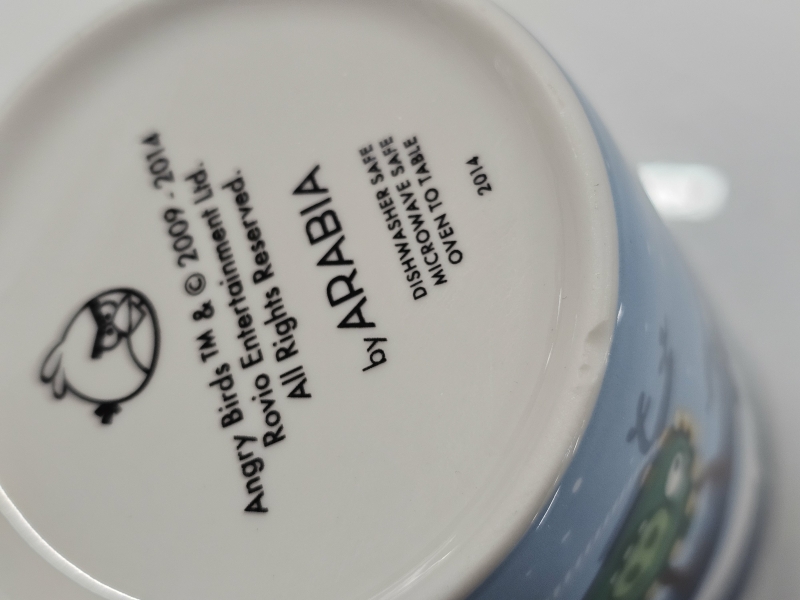 Angry Birds TM & © 2009 - 2014
Rovio Entertainment Ltd.
All Rights Reserved.
by ARABIA
DISHWASHER SAFE
MICROWAVE SAFE
OVEN TO TABLE
2014